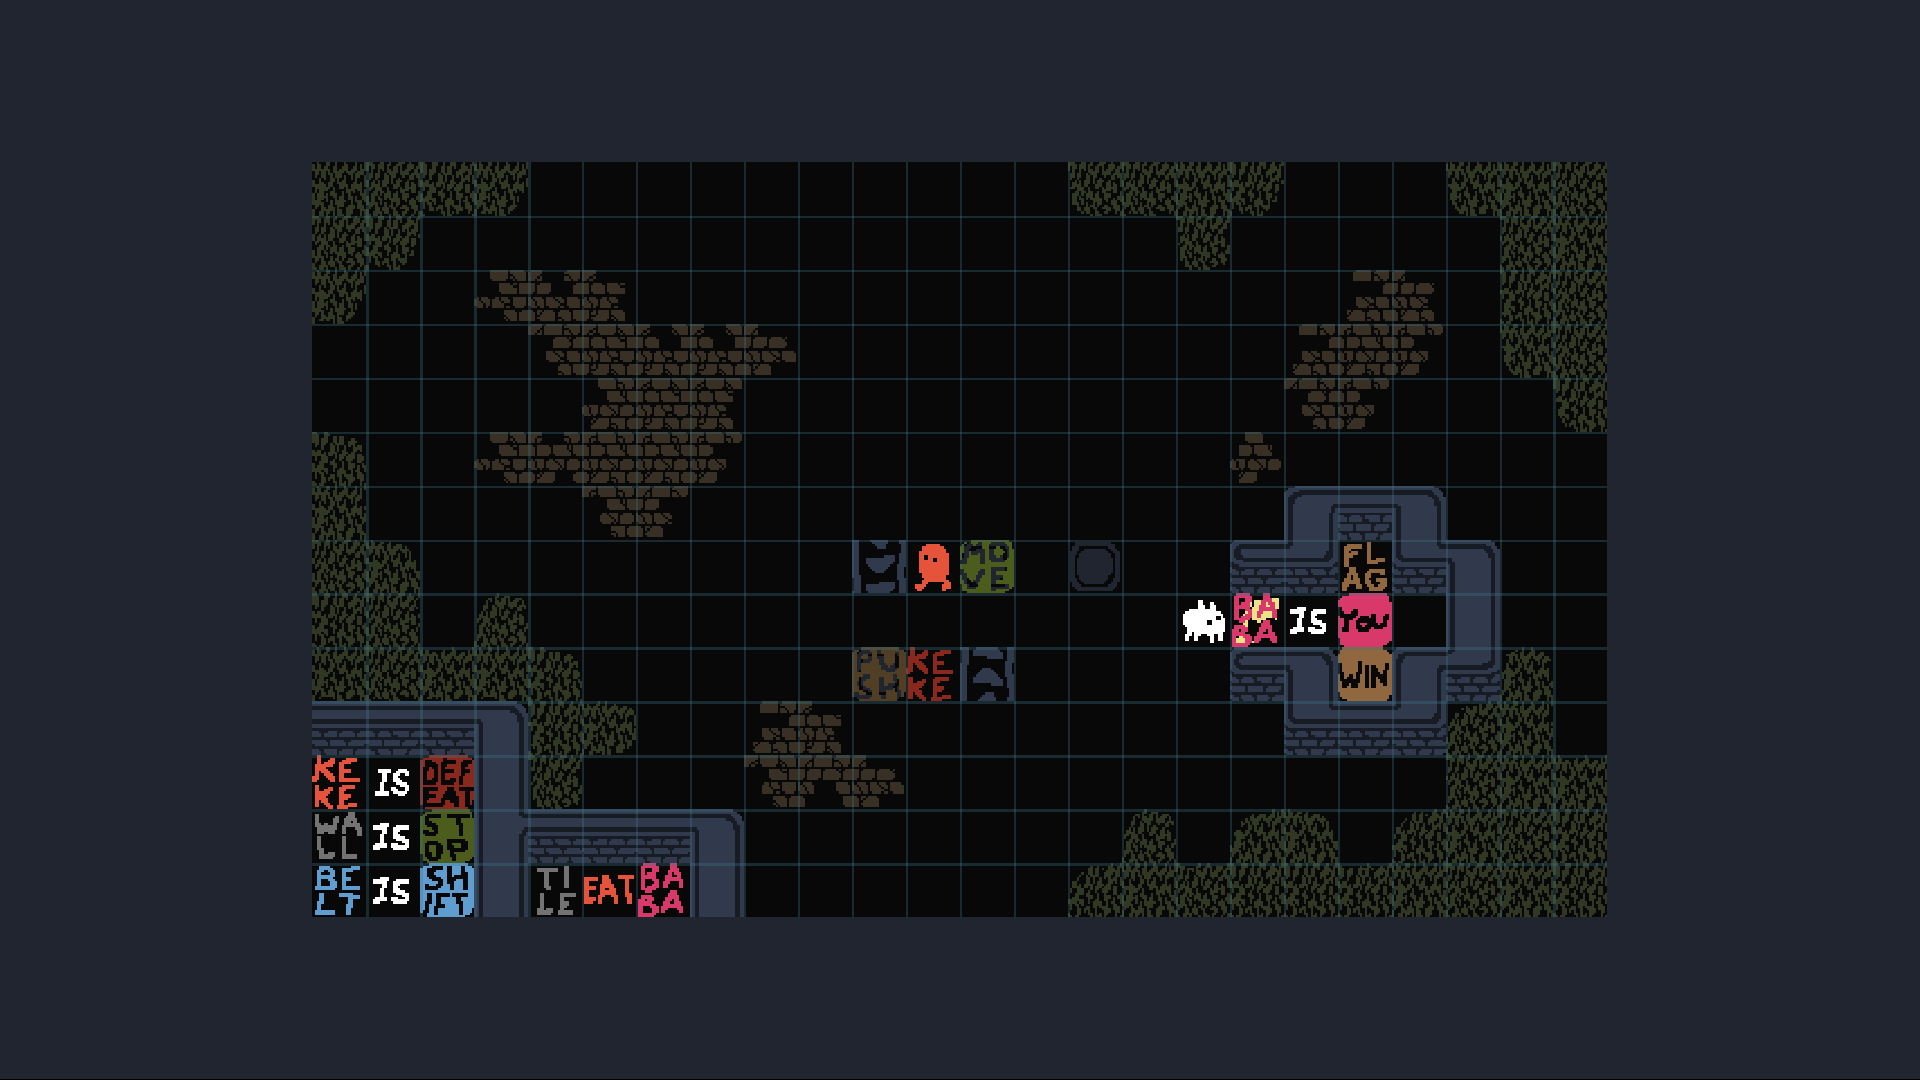 MOVE
FLAG
BABA IS YOU
PUSH KEKE
WIN
KEKE IS DEFEAT
WALL IS STOP
BELT IS SHIFT
TILE EAT BABA